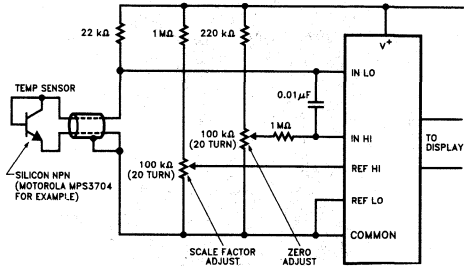 22 kΩ
1 MΩ
220 kΩ
V+
IN LO
TEMP SENSOR
0.01 µF
100 kΩ
(20 TURN)
1 MΩ
IN HI
TO
DISPLAY
SILICON NPN
(MOTOROLA MPS3704
FOR EXAMPLE)
100 kΩ
(20 TURN)
REF HI
REF LO
COMMON
SCALE FACTOR
ADJUST
ZERO
ADJUST